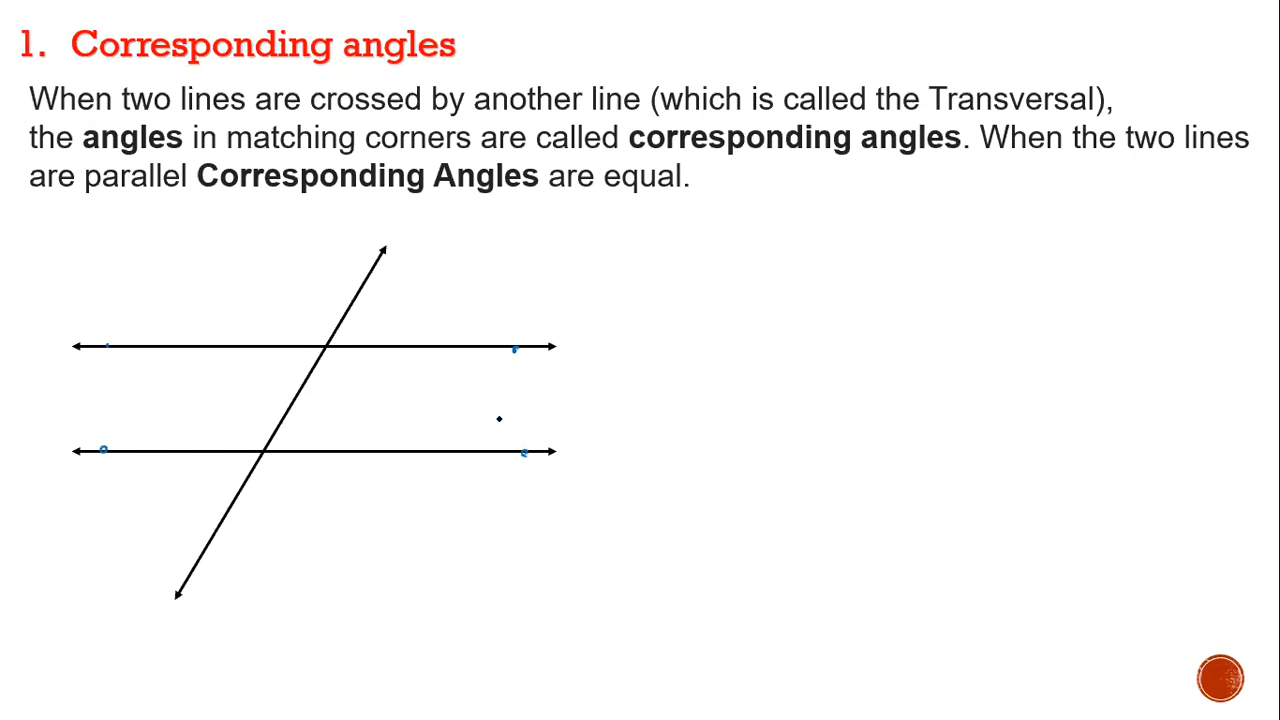 1. Corresponding angles
When two lines are crossed by another line (which is called the Transversal),
the angles in matching corners are called corresponding angles. When the two lines
are parallel Corresponding Angles are equal.